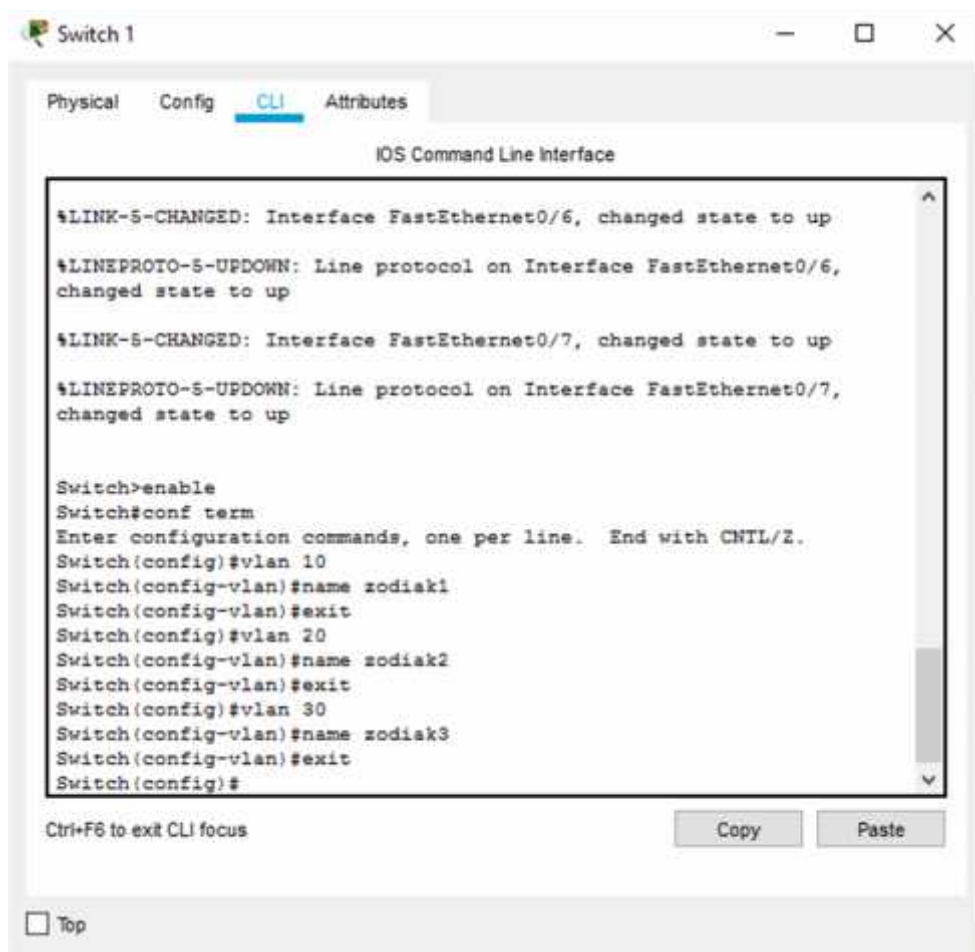 Switch 1
Physical Config CLI Attributes
IOS Command Line Interface
%LINK-5-CHANGED: Interface FastEthernet0/6, changed state to up
%LINEPROTO-5-UPDOWN: Line protocol on Interface FastEthernet0/6,
changed state to up
%LINK-5-CHANGED: Interface FastEthernet0/7, changed state to up
%LINEPROTO-5-UPDOWN: Line protocol on Interface FastEthernet0/7,
changed state to up
Switch>enable
Switch#conf term
Enter configuration commands, one per line.  End with CNTL/Z.
Switch(config)#vlan 10
Switch(config-vlan)#name zodiak1
Switch(config-vlan)#exit
Switch(config)#vlan 20
Switch(config-vlan)#name zodiak2
Switch(config-vlan)#exit
Switch(config)#vlan 30
Switch(config-vlan)#name zodiak3
Switch(config-vlan)#exit
Switch(config)#
Ctrl+F6 to exit CLI focus Copy Paste
Top